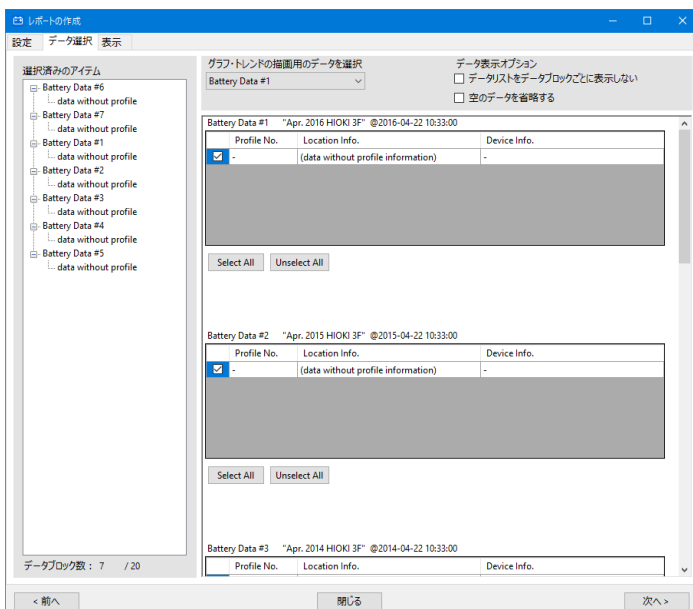 レポートの作成
設定 データ選択 表示
選択済みのアイテム
Battery Data #6
data without profile
Battery Data #7
data without profile
Battery Data #1
data without profile
Battery Data #2
data without profile
Battery Data #3
data without profile
Battery Data #4
data without profile
Battery Data #5
data without profile
データブロック数: 7 / 20
グラフ・トレンドの描画用のデータを選択
Battery Data #1
データ表示オプション
データリストをデータブロックごとに表示しない
空のデータを省略する
Battery Data #1 "Apr. 2016 HIOKI 3F" @2016-04-22 10:33:00
Profile No. Location Info. Device Info.
- (data without profile information) -
Select All Unselect All
Battery Data #2 "Apr. 2015 HIOKI 3F" @2015-04-22 10:33:00
Profile No. Location Info. Device Info.
- (data without profile information) -
Select All Unselect All
Battery Data #3 "Apr. 2014 HIOKI 3F" @2014-04-22 10:33:00
Profile No. Location Info. Device Info.
< 前へ 閉じる 次へ >